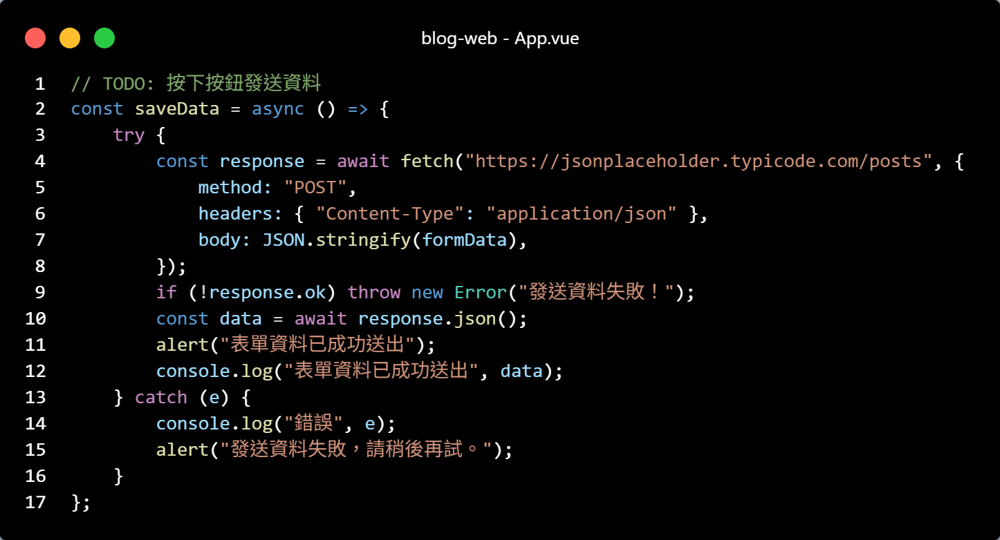 blog-web - App.vue
1 // TODO: 按下按鈕發送資料
2 const saveData = async () => {
3     try {
4         const response = await fetch("https://jsonplaceholder.typicode.com/posts", {
5             method: "POST",
6             headers: { "Content-Type": "application/json" },
7             body: JSON.stringify(formData),
8         });
9         if (!response.ok) throw new Error("發送資料失敗！");
10         const data = await response.json();
11         alert("表單資料已成功送出");
12         console.log("表單資料已成功送出", data);
13     } catch (e) {
14         console.log("錯誤", e);
15         alert("發送資料失敗，請稍後再試。");
16     }
17 };